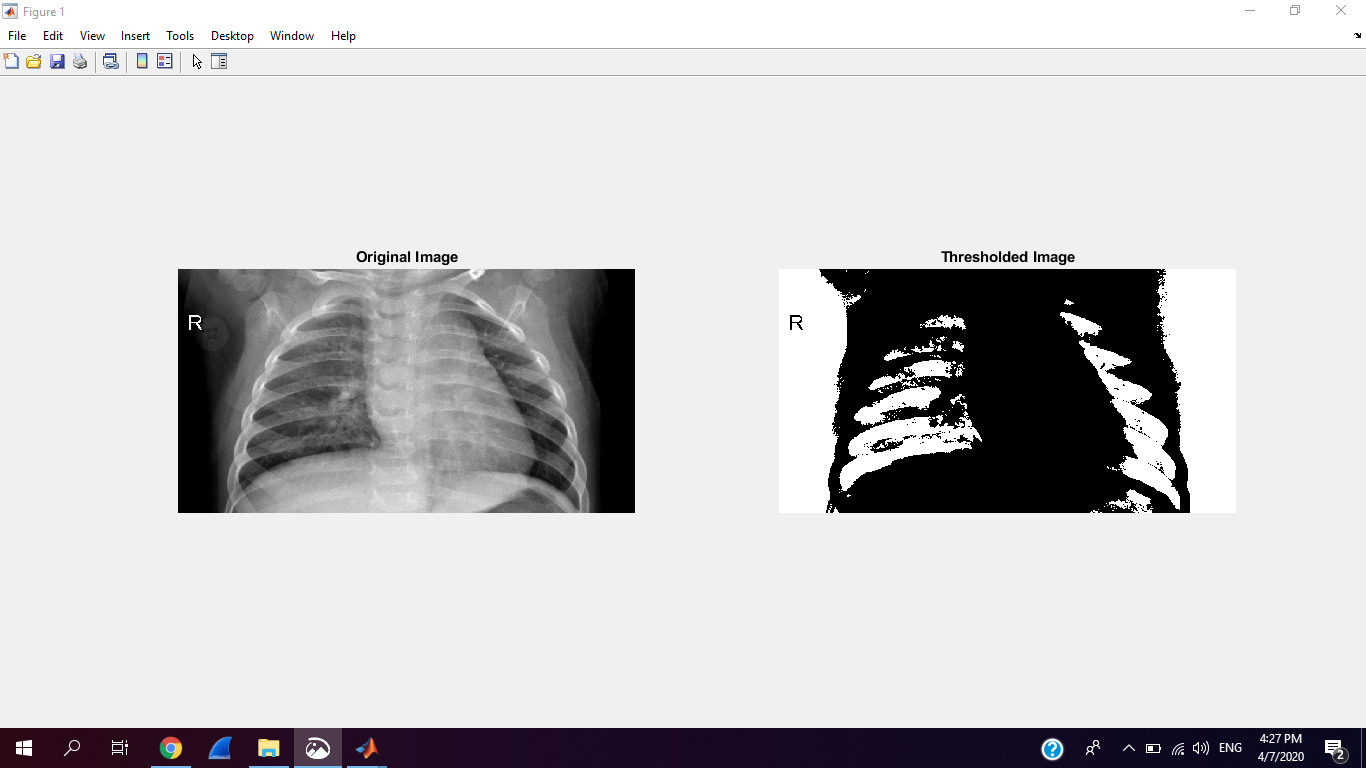 Figure 1
File Edit View Insert Tools Desktop Window Help
Original Image
Thresholded Image
R
R
4:27 PM
ENG
4/7/2020
2